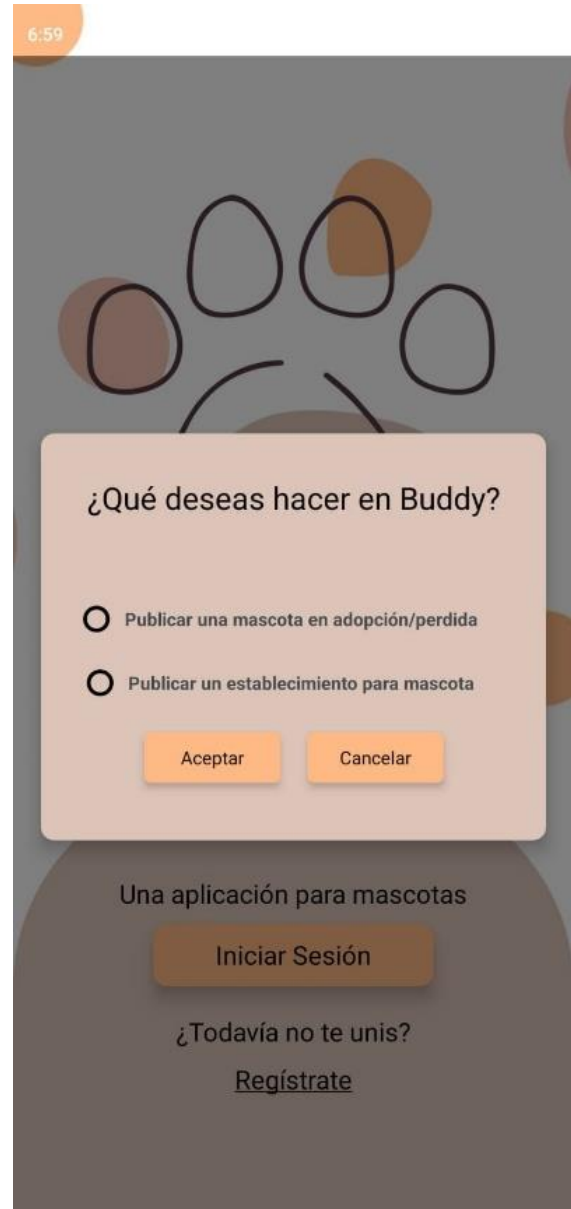 6:59
¿Qué deseas hacer en Buddy?
Publicar una mascota en adopción/perdida
Publicar un establecimiento para mascota
Aceptar
Cancelar
Una aplicación para mascotas
Iniciar Sesión
¿Todavía no te unis?
Regístrate